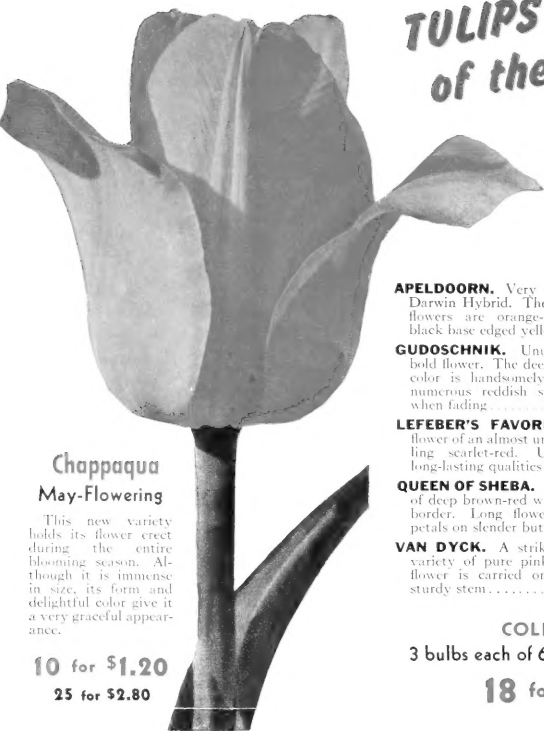 TULIPS
of the
Chappaqua
May-Flowering
This new variety
holds its flower erect
during the entire
blooming season. Al-
though it is immense
in size, its form and
delightful color give it
a very graceful appear-
ance.
10 for $1.20
25 for $2.80
APELDOORN. Very
Darwin Hybrid. The
flowers are orange-
black base edged yell
GUDOSCHNIK. Unu
bold flower. The dee
color is handsomely
numerous reddish s
when fading........
LEFEBER'S FAVOR
flower of an almost un
ling scarlet-red. U
long-lasting qualities
QUEEN OF SHEBA.
of deep brown-red w
border. Long flowe
petals on slender but
VAN DYCK. A strik
variety of pure pink
flower is carried on
sturdy stem.......
COLL
3 bulbs each of 6
18 fo